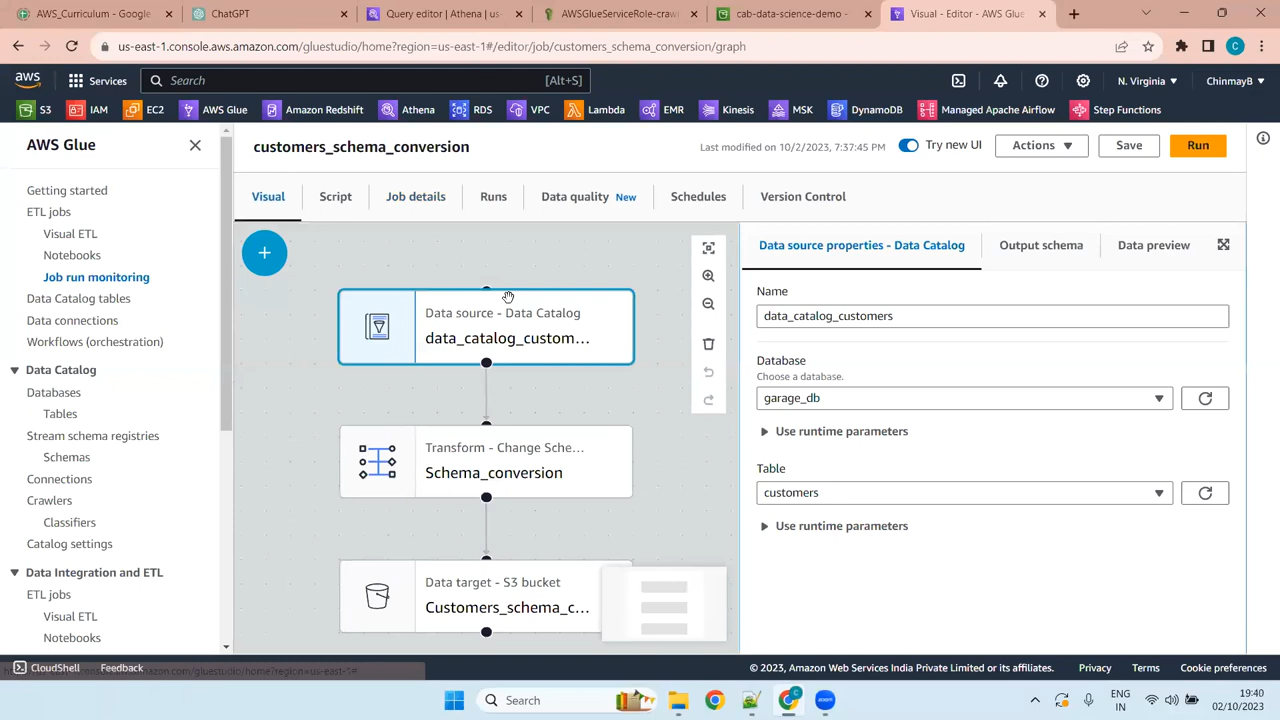 AWS_Curriculum - Google
ChatGPT
Query editor | Athena | us-
AWSGlueServiceRole-craw
cab-data-science-demo -
Visual - Editor - AWS Glue
us-east-1.console.aws.amazon.com/gluestudio/home?region=us-east-1#/editor/job/customers_schema_conversion/graph
C
aws
Services
Search
[Alt+S]
N. Virginia
ChinmayB
S3
IAM
EC2
AWS Glue
Amazon Redshift
Athena
RDS
VPC
Lambda
EMR
Kinesis
MSK
DynamoDB
Managed Apache Airflow
Step Functions
AWS Glue
Getting started
ETL jobs
Visual ETL
Notebooks
Job run monitoring
Data Catalog tables
Data connections
Workflows (orchestration)
Data Catalog
Databases
Tables
Stream schema registries
Schemas
Connections
Crawlers
Classifiers
Catalog settings
Data Integration and ETL
ETL jobs
Visual ETL
Notebooks
customers_schema_conversion
Last modified on 10/2/2023, 7:37:45 PM
Try new UI
Actions
Save
Run
Visual
Script
Job details
Runs
Data quality New
Schedules
Version Control
Data source - Data Catalog
data_catalog_custom...
Transform - Change Sche...
Schema_conversion
Data target - S3 bucket
Customers_schema_c...
Data source properties - Data Catalog
Output schema
Data preview
Name
data_catalog_customers
Database
Choose a database.
garage_db
Use runtime parameters
Table
customers
Use runtime parameters
CloudShell
Feedback
© 2023, Amazon Web Services India Private Limited or its affiliates.
Privacy
Terms
Cookie preferences
Search
ENG
IN
19:40
02/10/2023